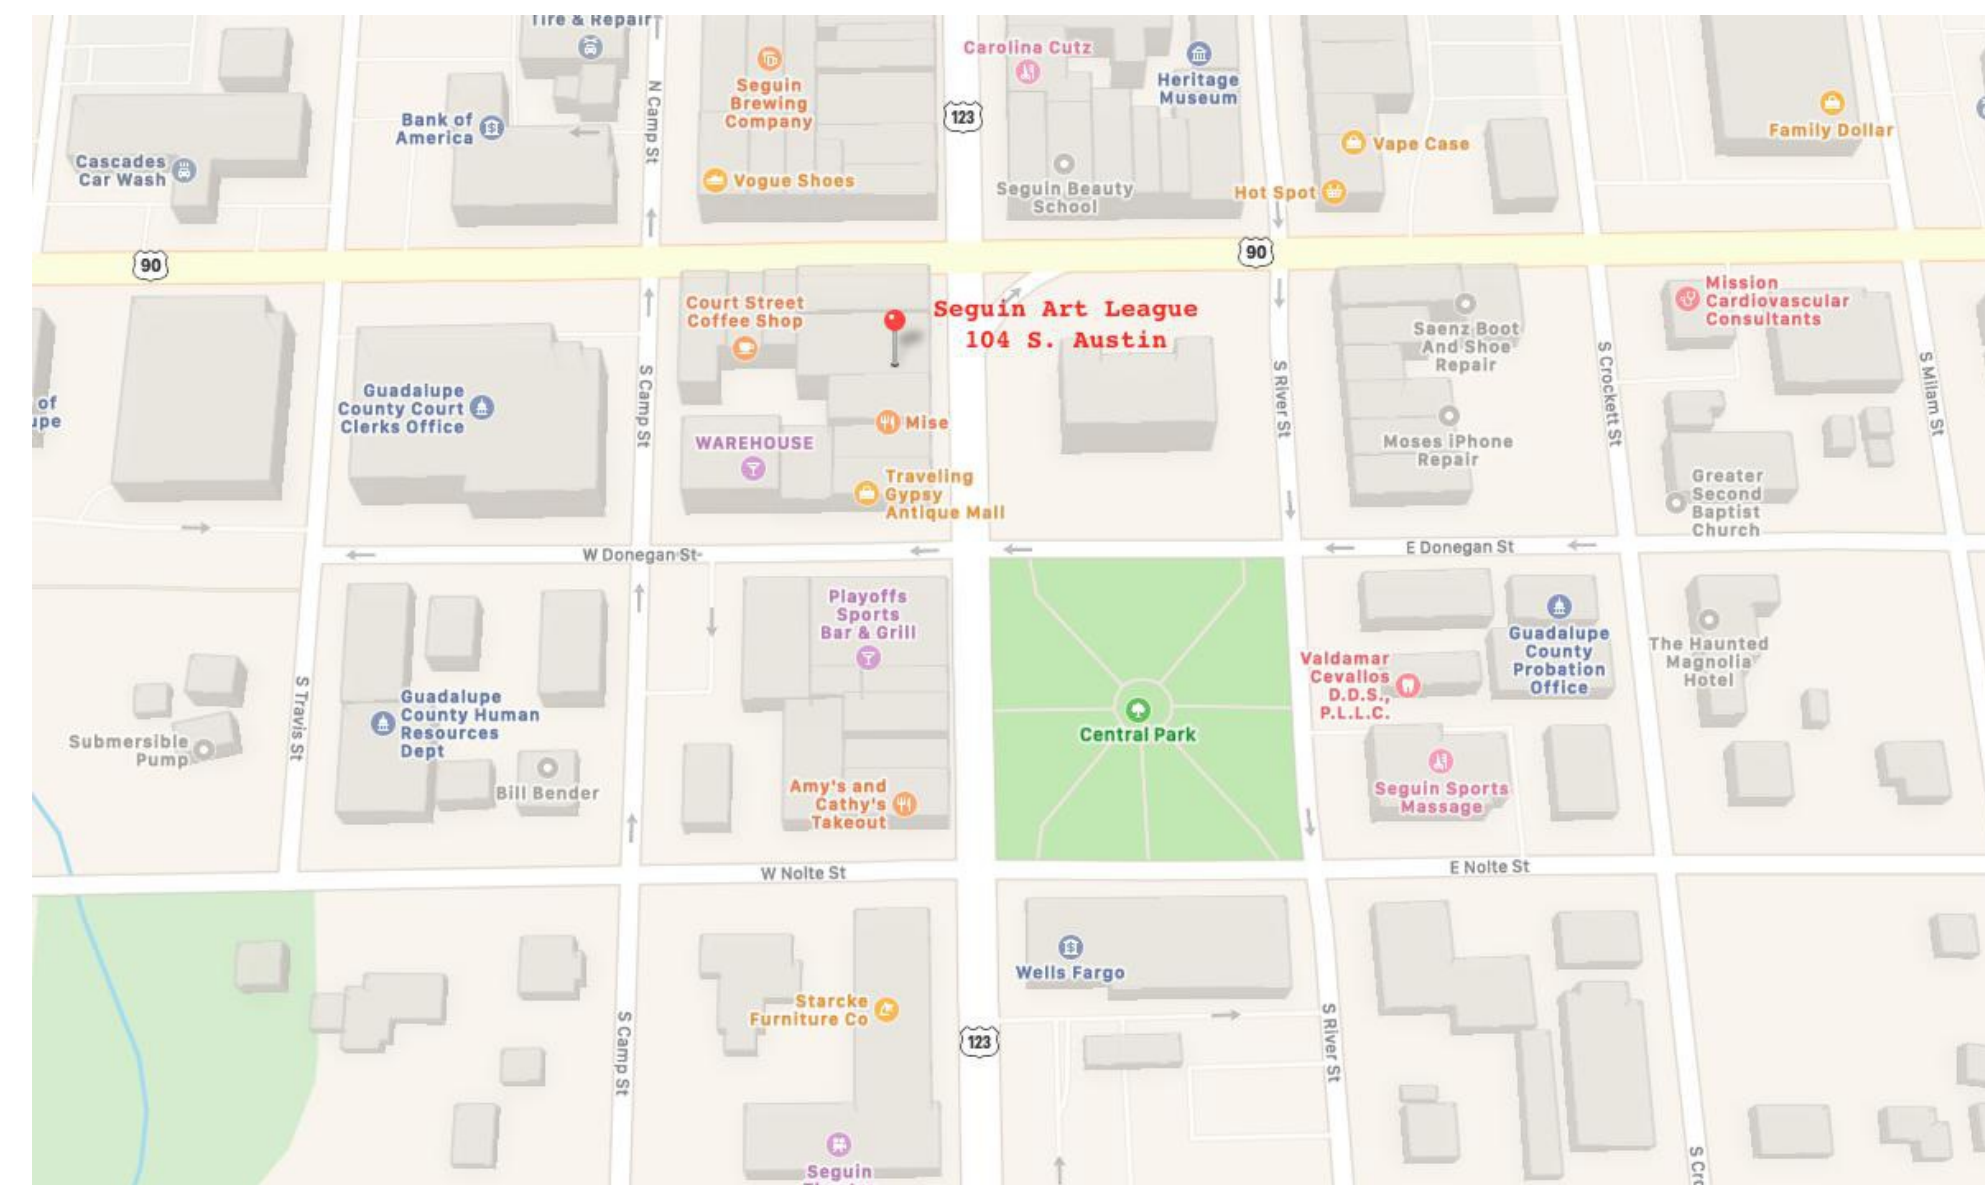 Tire & Repair
Carolina Cutz
Heritage
Museum
Seguin
Brewing
Company
N Camp St
123
Bank of
America
Family Dollar
Vape Case
Cascades
Car Wash
Vogue Shoes
Seguin Beauty
School
Hot Spot
90
90
Court Street
Coffee Shop
Seguin Art League
104 S. Austin
Mission
Cardiovascular
Consultants
Saenz Boot
And Shoe
Repair
S Camp St
S River St
S Crockett St
S Milam St
of
Guadalupe
County Court
Clerks Office
Mise
WAREHOUSE
Moses iPhone
Repair
Traveling
Gypsy
Antique Mall
Greater
Second
Baptist
Church
W Donegan St
E Donegan St
Playoffs
Sports
Bar & Grill
Guadalupe
County
Probation
Office
The Haunted
Magnolia
Hotel
Valdamar
Cevallos
D.D.S.,
P.L.L.C.
S Travis St
Guadalupe
County Human
Resources
Dept
Submersible
Pump
Central Park
Bill Bender
Amy's and
Cathy's
Takeout
Seguin Sports
Massage
W Nolte St
E Nolte St
Wells Fargo
Starcke
Furniture Co
123
S Camp St
S River St
Seguin
S Cro